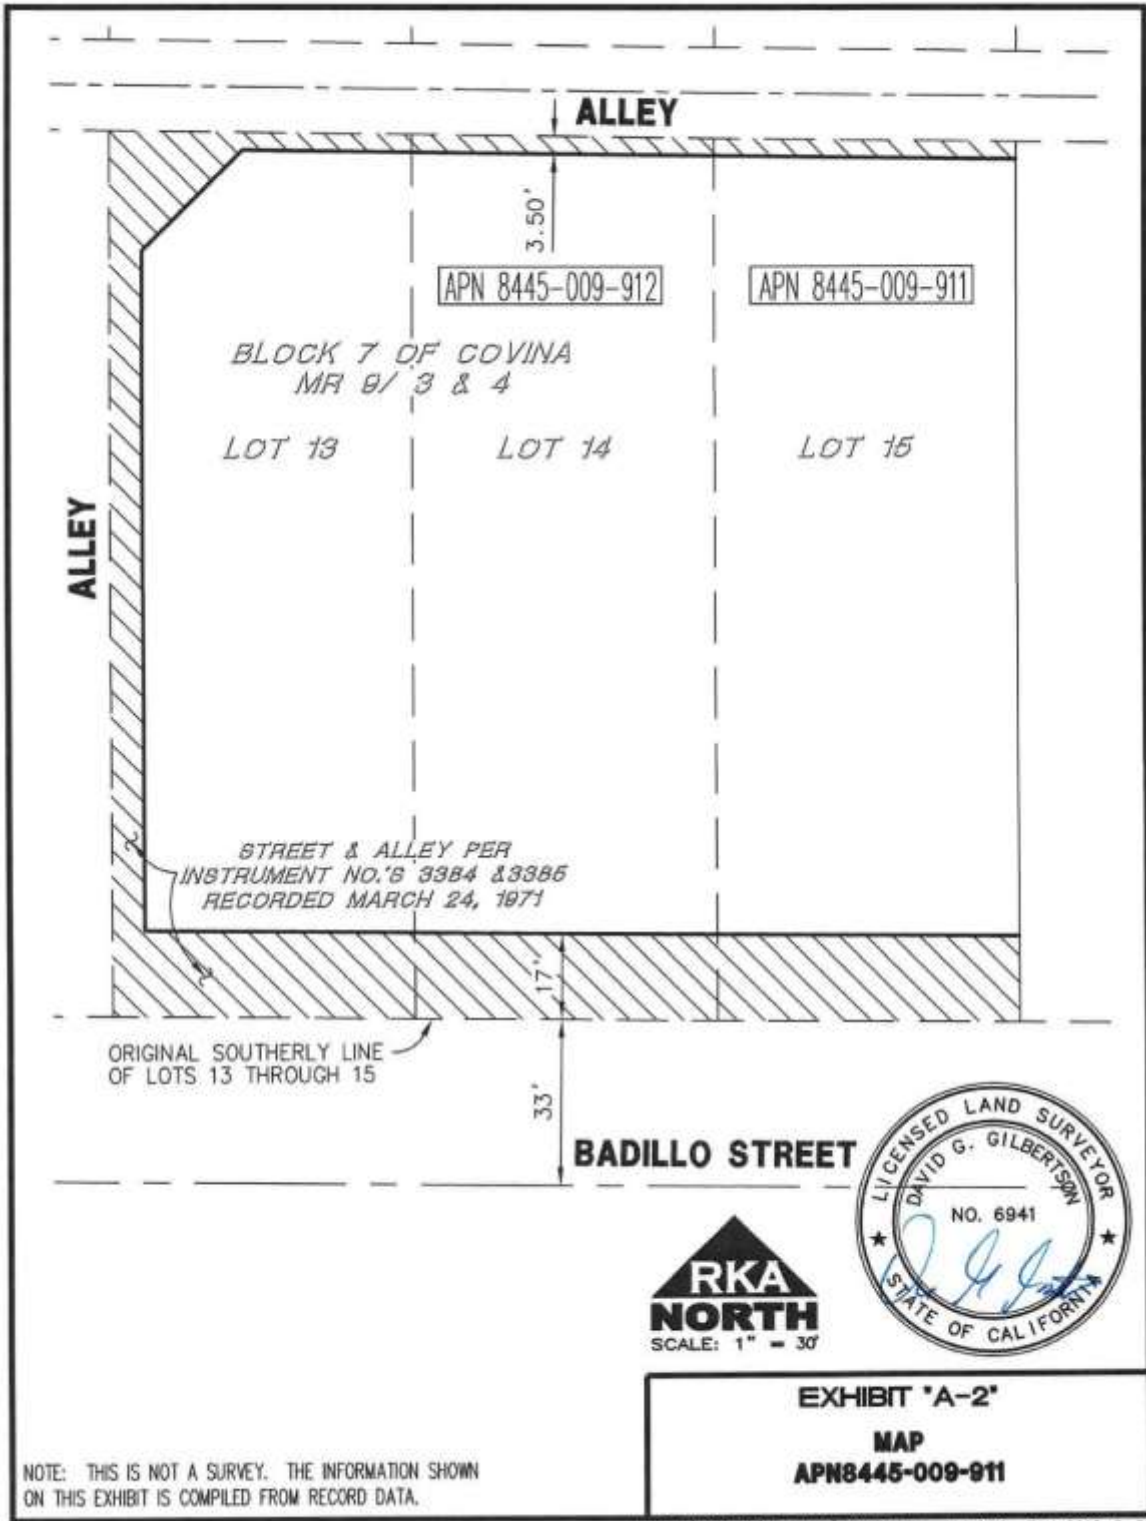 ALLEY
3.50'
APN 8445-009-912
APN 8445-009-911
BLOCK 7 OF COVINA
MR 9/ 3 & 4
LOT 13
LOT 14
LOT 15
ALLEY
STREET & ALLEY PER
INSTRUMENT NO.'S 3384 &3385
RECORDED MARCH 24, 1971
17'
ORIGINAL SOUTHERLY LINE
OF LOTS 13 THROUGH 15
33'
BADILLO STREET
LICENSED LAND SURVEYOR
DAVID G. GILBERTSON
NO. 6941
STATE OF CALIFORNIA
RKA
NORTH
SCALE: 1" = 30'
EXHIBIT "A-2"
MAP
APN8445-009-911
NOTE: THIS IS NOT A SURVEY. THE INFORMATION SHOWN
ON THIS EXHIBIT IS COMPILED FROM RECORD DATA.